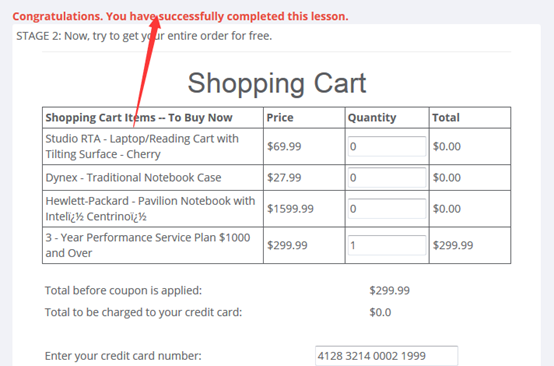 Congratulations. You have successfully completed this lesson.
STAGE 2: Now, try to get your entire order for free.
Shopping Cart
Shopping Cart Items -- To Buy Now Price Quantity Total
Studio RTA - Laptop/Reading Cart with
Tilting Surface - Cherry $69.99 0 $0.00
Dynex - Traditional Notebook Case $27.99 0 $0.00
Hewlett-Packard - Pavilion Notebook with
Intelï¿½ Centrinoï¿½ $1599.99 0 $0.00
3 - Year Performance Service Plan $1000
and Over $299.99 1 $299.99
Total before coupon is applied: $299.99
Total to be charged to your credit card: $0.0
Enter your credit card number: 4128 3214 0002 1999